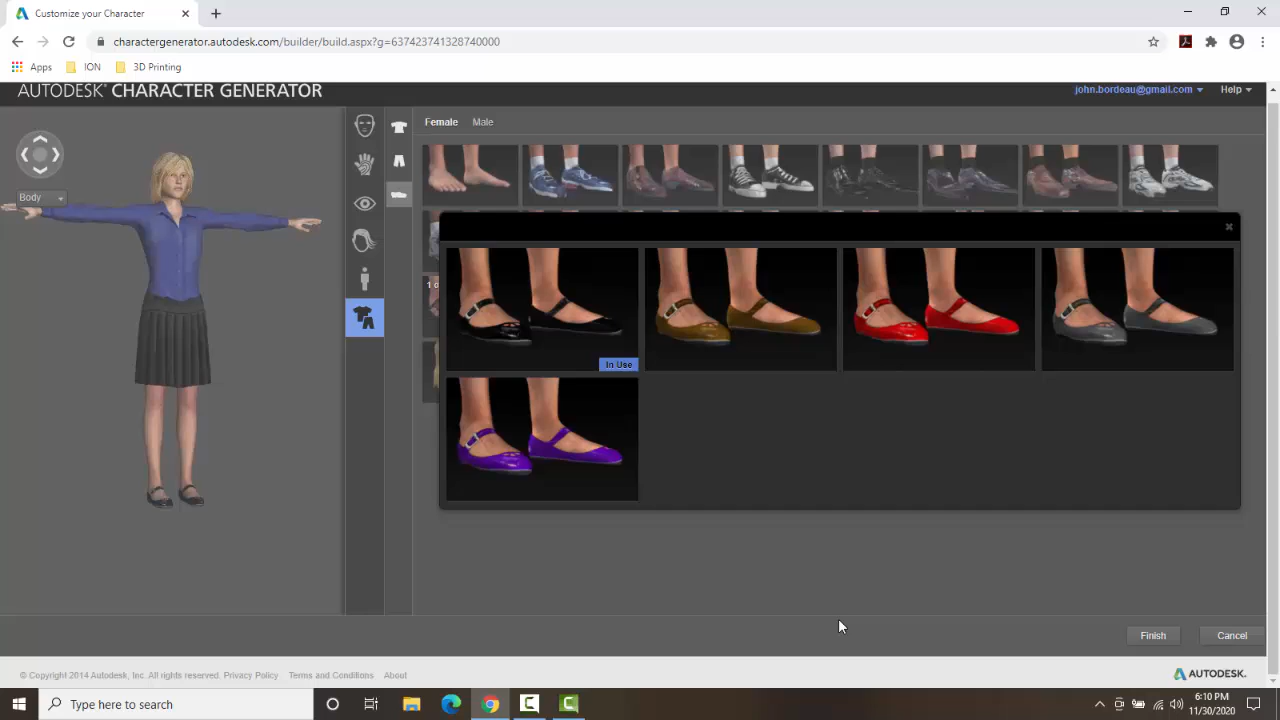 Customize your Character
charactergenerator.autodesk.com/builder/build.aspx?g=637423741328740000
Apps ION 3D Printing
AUTODESK® CHARACTER GENERATOR
john.bordeau@gmail.com Help
Female Male
Body
In Use
Finish Cancel
© Copyright 2014 Autodesk, Inc. All rights reserved. Privacy Policy Terms and Conditions About
AUTODESK.
Type here to search
6:10 PM
11/30/2020